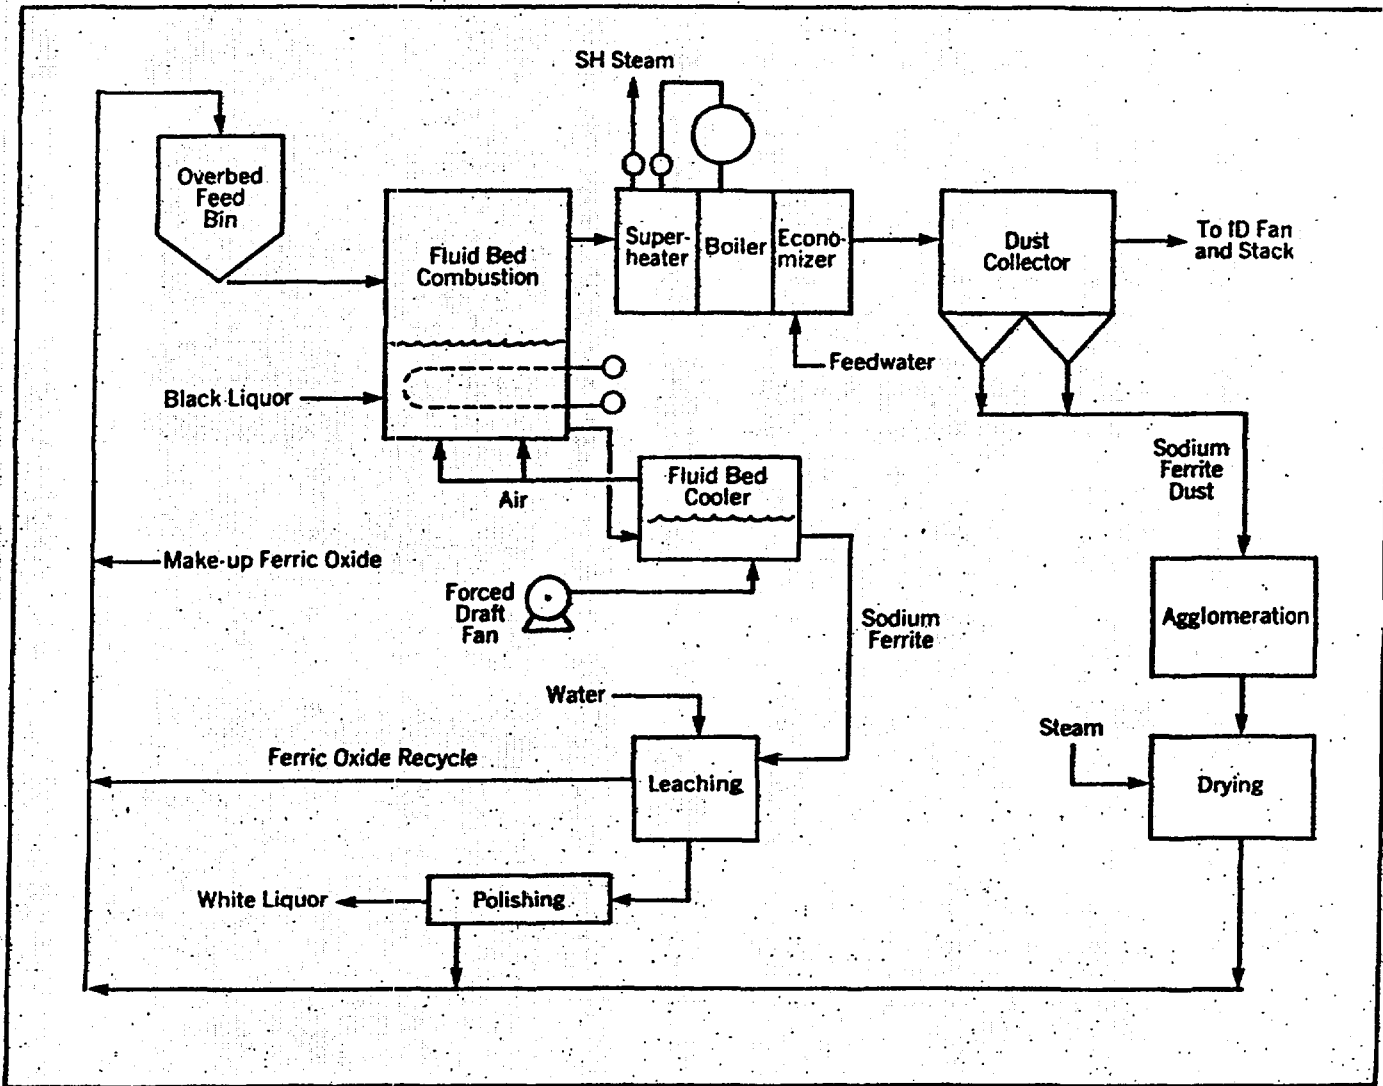 SH Steam
Overbed
Feed
Bin
Fluid Bed
Combustion
Super-
heater
Boiler
Econo-
mizer
Dust
Collector
To ID Fan
and Stack
Feedwater
Black Liquor
Air
Fluid Bed
Cooler
Sodium
Ferrite
Dust
Make-up Ferric Oxide
Forced
Draft
Fan
Sodium
Ferrite
Agglomeration
Water
Steam
Ferric Oxide Recycle
Leaching
Drying
White Liquor
Polishing